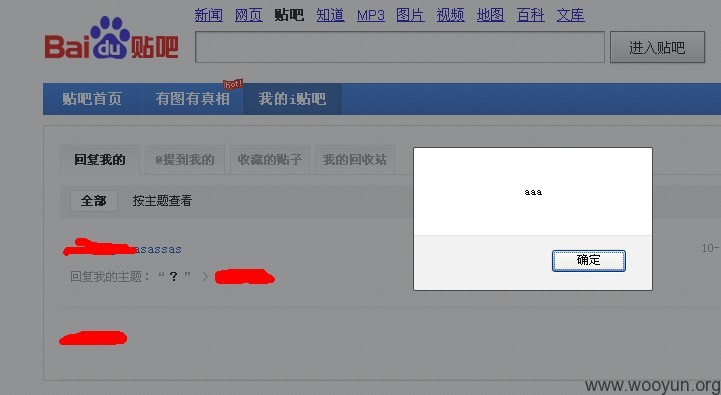 新闻 网页 贴吧 知道 MP3 图片 视频 地图 百科 文库
Bai du 贴吧
进入贴吧
hot!
贴吧首页 有图有真相 我的i贴吧
回复我的 @提到我的 收藏的贴子 我的回收站
aaa
全部 按主题查看
asassas
10-
确定
回复我的主题：“？” >
www.wooyun.org